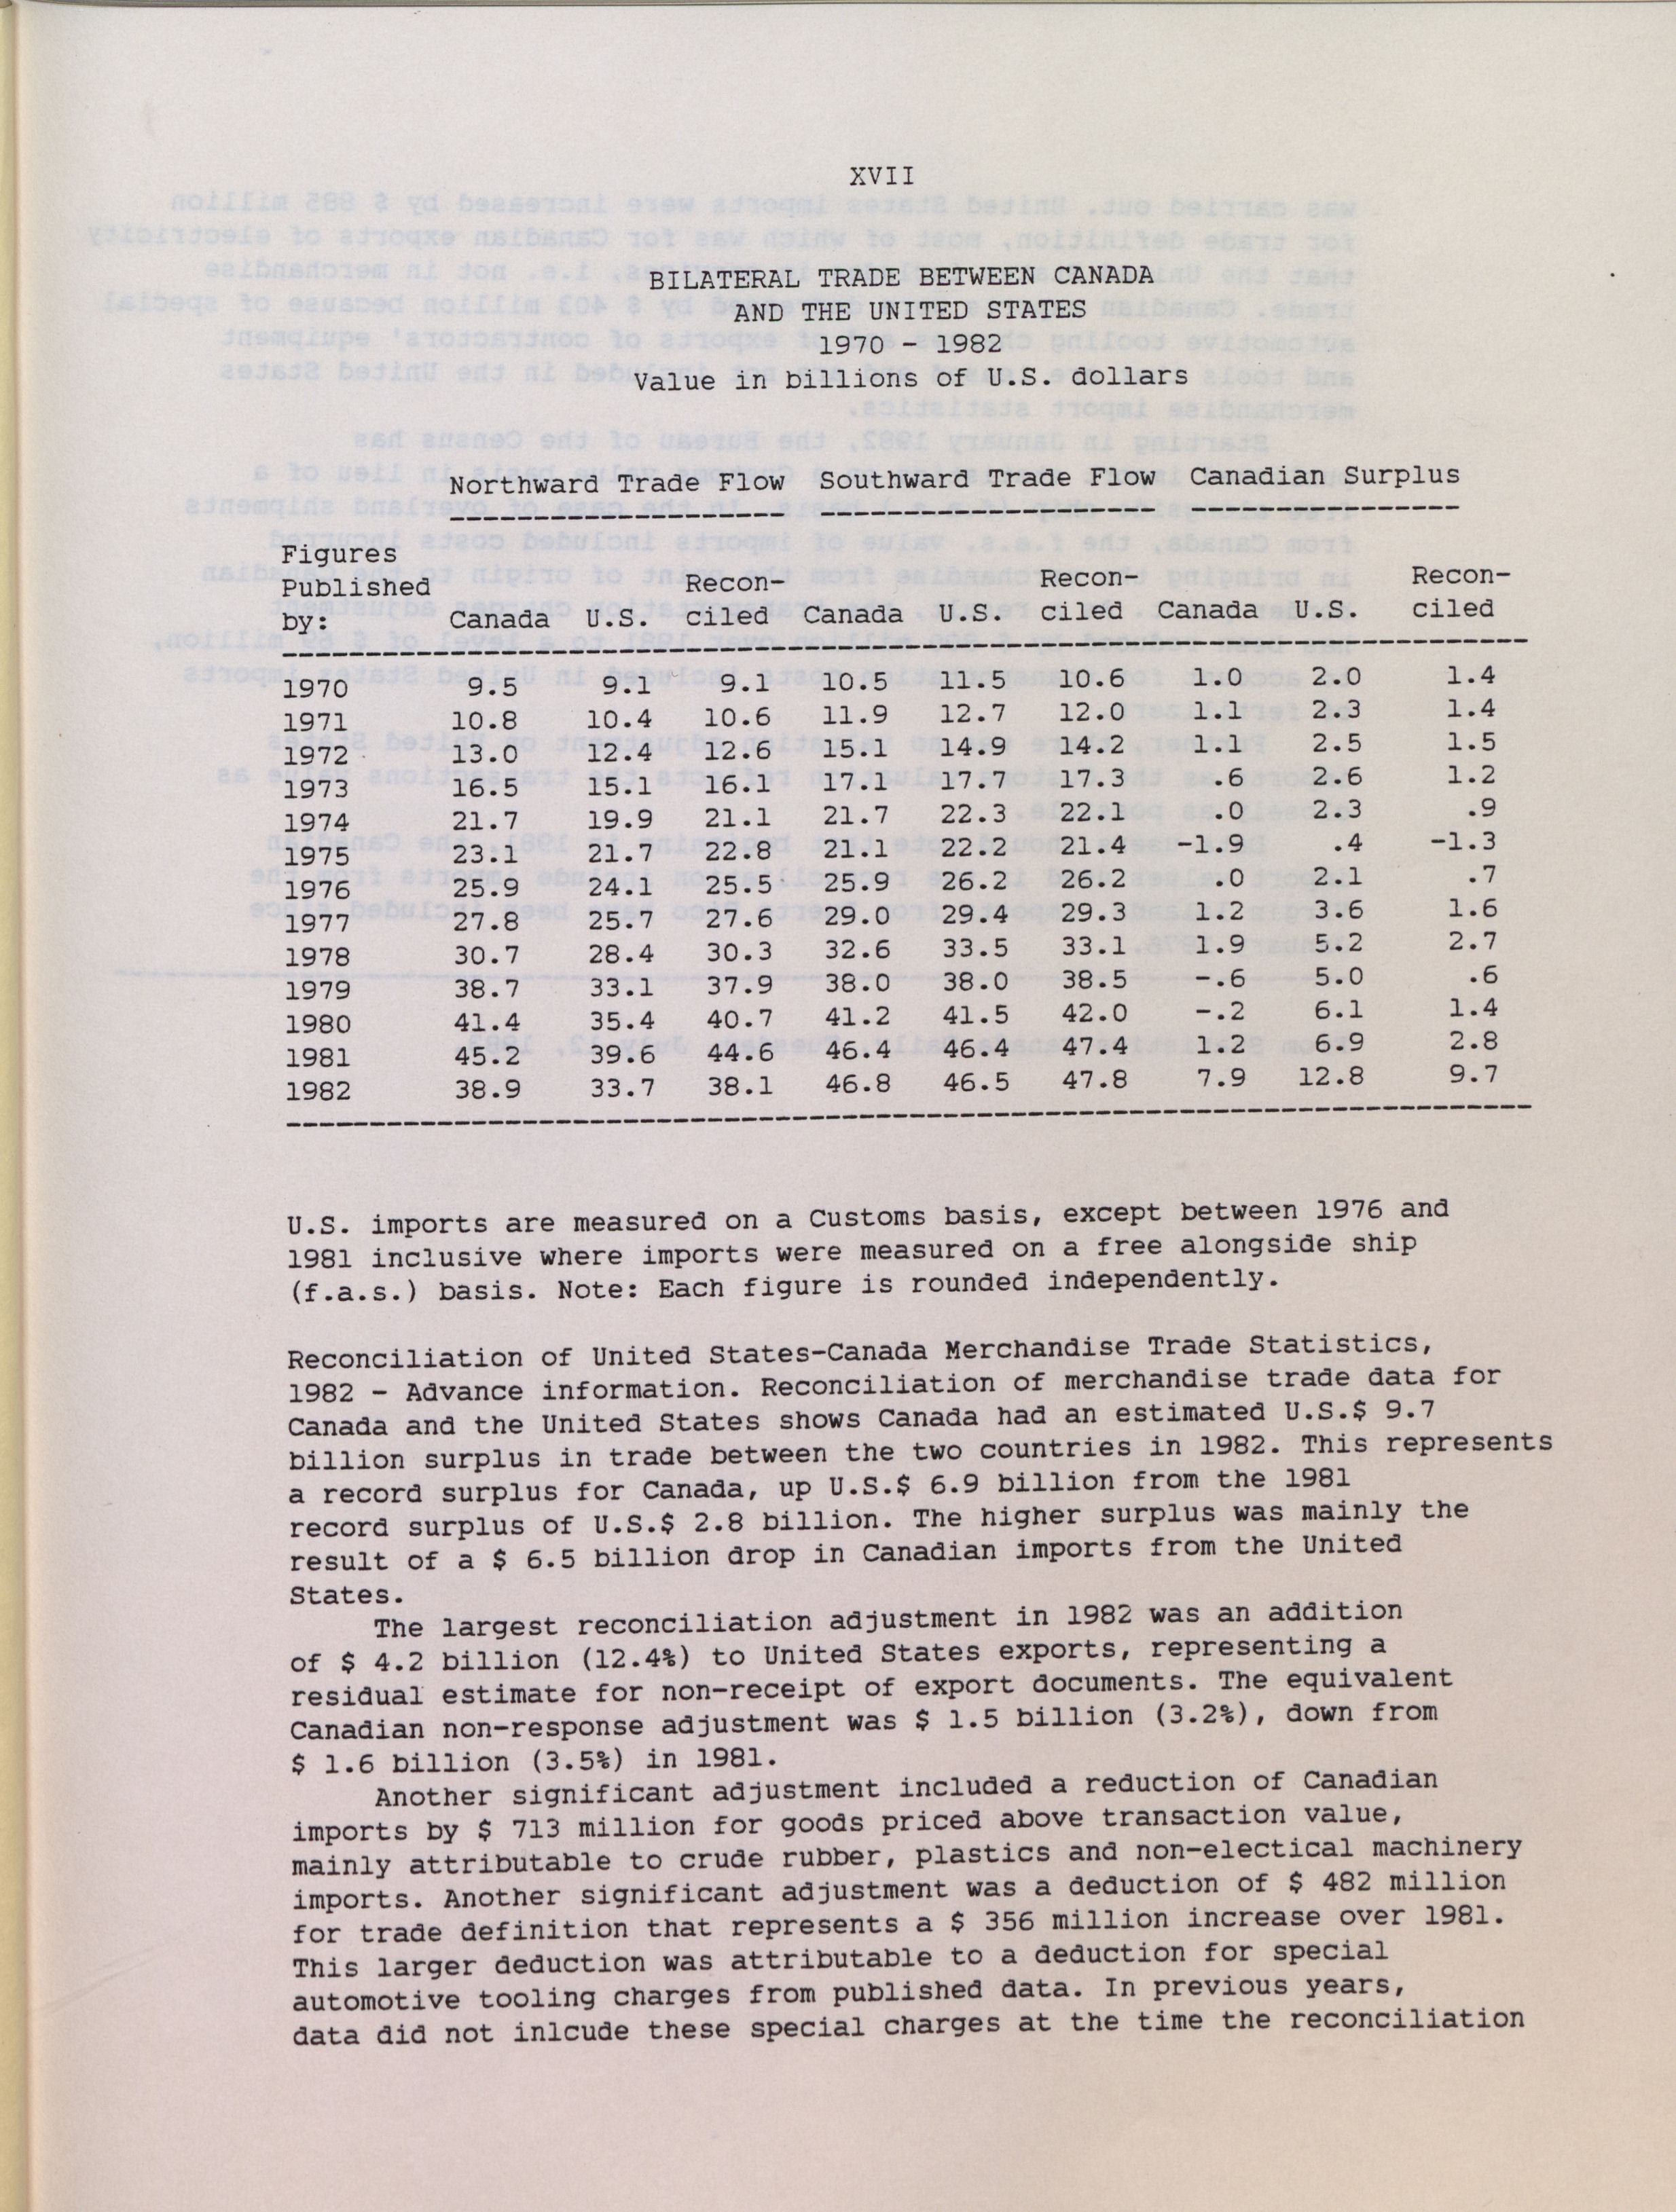 XVII
BILATERAL TRADE BETWEEN CANADA
AND THE UNITED STATES
1970 - 1982
Value in billions of U.S. dollars
Northward Trade Flow Southward Trade Flow Canadian Surplus
Figures
Published Recon- Recon- Recon-
by: Canada U.S. ciled Canada U.S. ciled Canada U.S. ciled
1970 9.5 9.1 9.1 10.5 11.5 10.6 1.0 2.0 1.4
1971 10.8 10.4 10.6 11.9 12.7 12.0 1.1 2.3 1.4
1972 13.0 12.4 12.6 15.1 14.9 14.2 1.1 2.5 1.5
1973 16.5 15.1 16.1 17.1 17.7 17.3 .6 2.6 1.2
1974 21.7 19.9 21.1 21.7 22.3 22.1 .0 2.3 .9
1975 23.1 21.7 22.8 21.1 22.2 21.4 -1.9 .4 -1.3
1976 25.9 24.1 25.5 25.9 26.2 26.2 .0 2.1 .7
1977 27.8 25.7 27.6 29.0 29.4 29.3 1.2 3.6 1.6
1978 30.7 28.4 30.3 32.6 33.5 33.1 1.9 5.2 2.7
1979 38.7 33.1 37.9 38.0 38.0 38.5 -.6 5.0 .6
1980 41.4 35.4 40.7 41.2 41.5 42.0 -.2 6.1 1.4
1981 45.2 39.6 44.6 46.4 46.4 47.4 1.2 6.9 2.8
1982 38.9 33.7 38.1 46.8 46.5 47.8 7.9 12.8 9.7
U.S. imports are measured on a Customs basis, except between 1976 and
1981 inclusive where imports were measured on a free alongside ship
(f.a.s.) basis. Note: Each figure is rounded independently.
Reconciliation of United States-Canada Merchandise Trade Statistics,
1982 - Advance information. Reconciliation of merchandise trade data for
Canada and the United States shows Canada had an estimated U.S.$ 9.7
billion surplus in trade between the two countries in 1982. This represents
a record surplus for Canada, up U.S.$ 6.9 billion from the 1981
record surplus of U.S.$ 2.8 billion. The higher surplus was mainly the
result of a $ 6.5 billion drop in Canadian imports from the United
States.
The largest reconciliation adjustment in 1982 was an addition
of $ 4.2 billion (12.4%) to United States exports, representing a
residual estimate for non-receipt of export documents. The equivalent
Canadian non-response adjustment was $ 1.5 billion (3.2%), down from
$ 1.6 billion (3.5%) in 1981.
Another significant adjustment included a reduction of Canadian
imports by $ 713 million for goods priced above transaction value,
mainly attributable to crude rubber, plastics and non-electical machinery
imports. Another significant adjustment was a deduction of $ 482 million
for trade definition that represents a $ 356 million increase over 1981.
This larger deduction was attributable to a deduction for special
automotive tooling charges from published data. In previous years,
data did not inlcude these special charges at the time the reconciliation